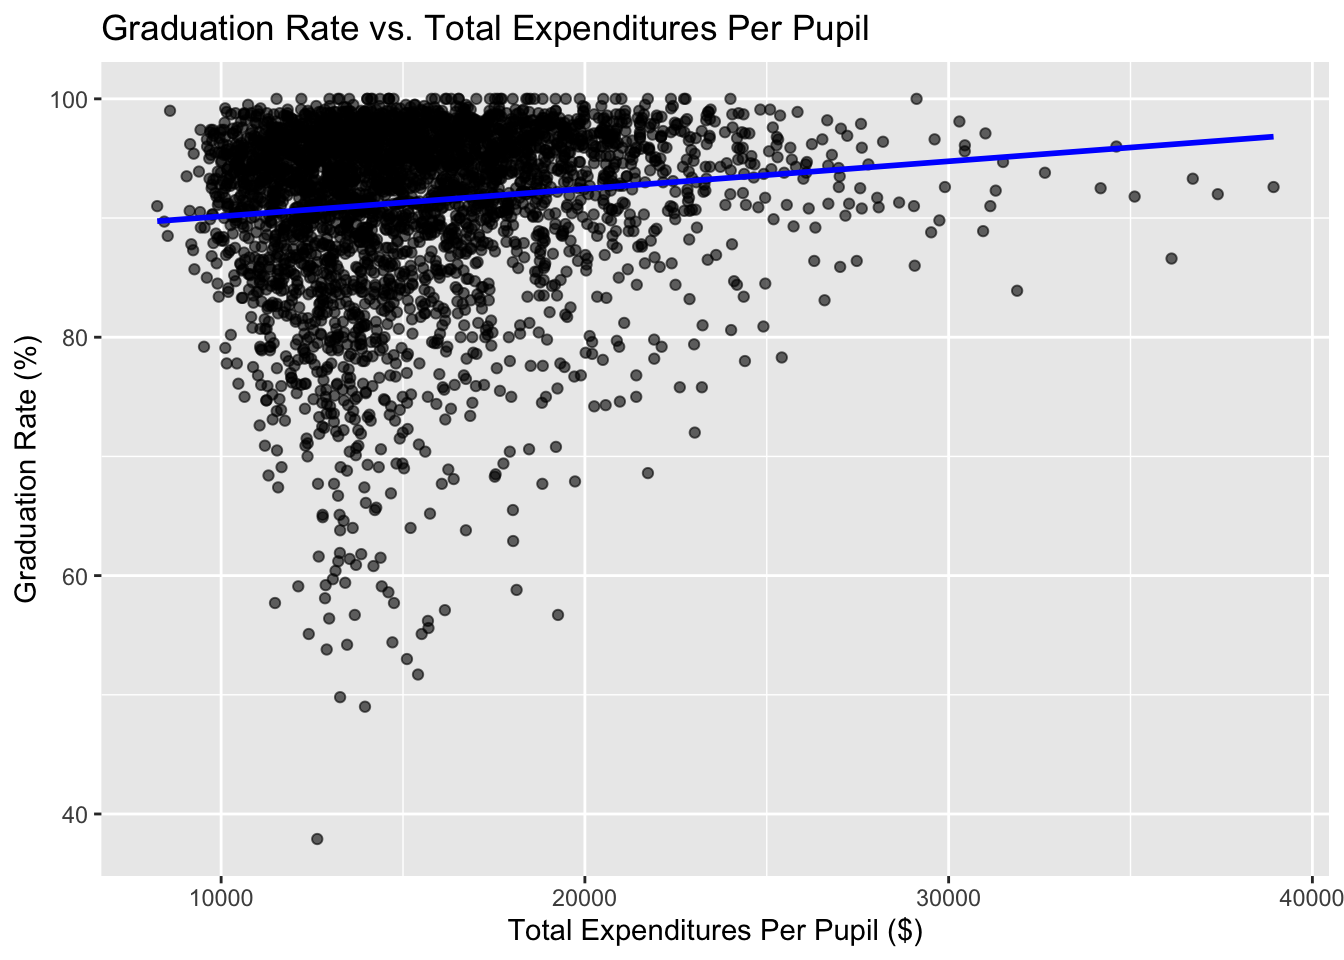 Graduation Rate vs. Total Expenditures Per Pupil
100
80
60
40
Graduation Rate (%)
10000
20000
30000
40000
Total Expenditures Per Pupil ($)